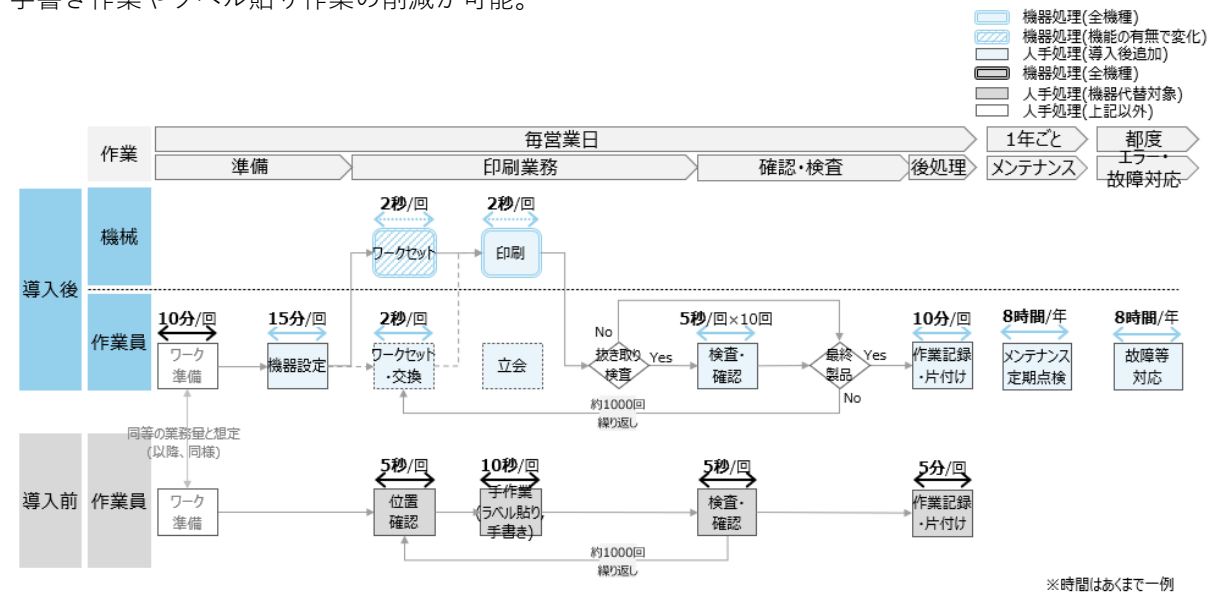 手書き作業やラベル貼り作業の削減が可能。
機器処理(全機種)
機器処理(機能の有無で変化)
人手処理(導入後追加)
機器処理(全機種)
人手処理(機器代替対象)
人手処理(上記以外)
作業
毎営業日
1年ごと
都度
準備
印刷業務
確認・検査
後処理
メンテナンス
エラー・
故障対応
導入後
機械
2秒/回
2秒/回
ワークセット
印刷
作業員
10分/回
15分/回
2秒/回
5秒/回×10回
10分/回
8時間/年
8時間/年
ワーク
準備
機器設定
ワークセット
・交換
立会
No
抜き取り
検査
Yes
検査・
確認
最終
製品
Yes
No
作業記録
・片付け
メンテナンス
定期点検
故障等
対応
約1000回
繰り返し
同等の業務量と想定
(以降、同様)
導入前
作業員
5秒/回
10秒/回
5秒/回
5分/回
ワーク
準備
位置
確認
手作業
(ラベル貼り,
手書き)
検査・
確認
作業記録
・片付け
約1000回
繰り返し
※時間はあくまで一例